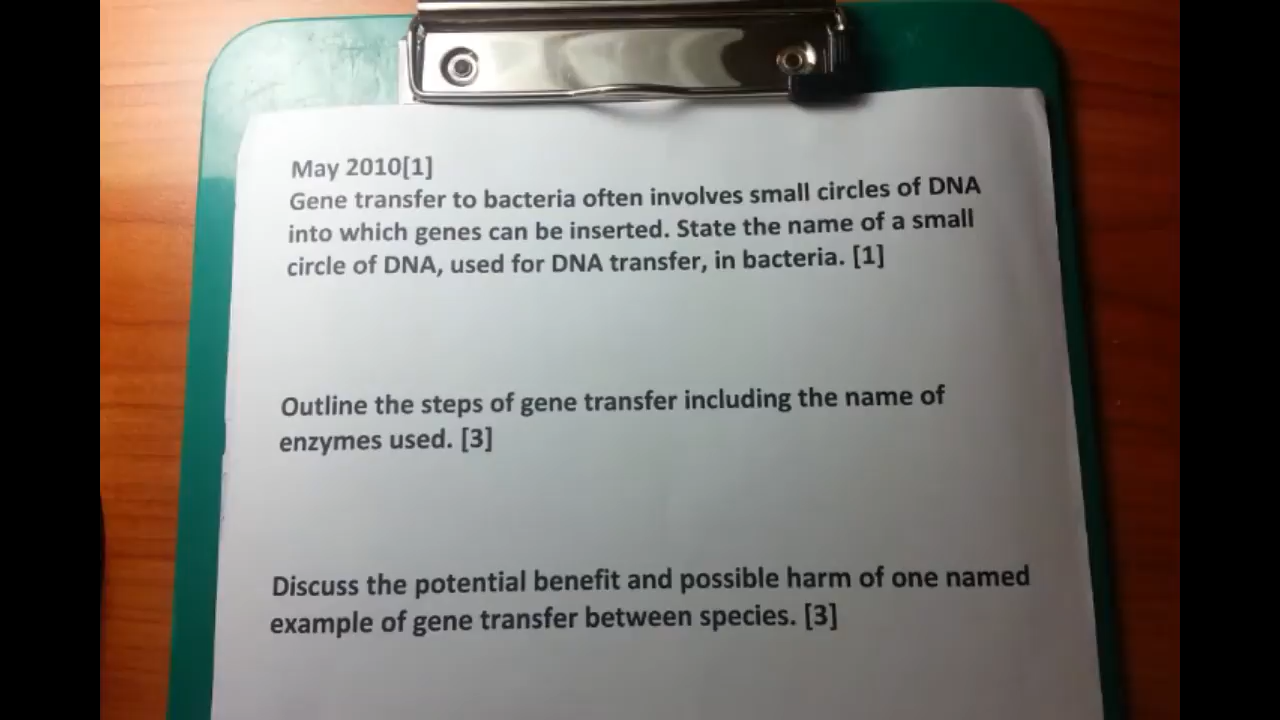 May 2010[1]
Gene transfer to bacteria often involves small circles of DNA
into which genes can be inserted. State the name of a small
circle of DNA, used for DNA transfer, in bacteria. [1]
Outline the steps of gene transfer including the name of
enzymes used. [3]
Discuss the potential benefit and possible harm of one named
example of gene transfer between species. [3]